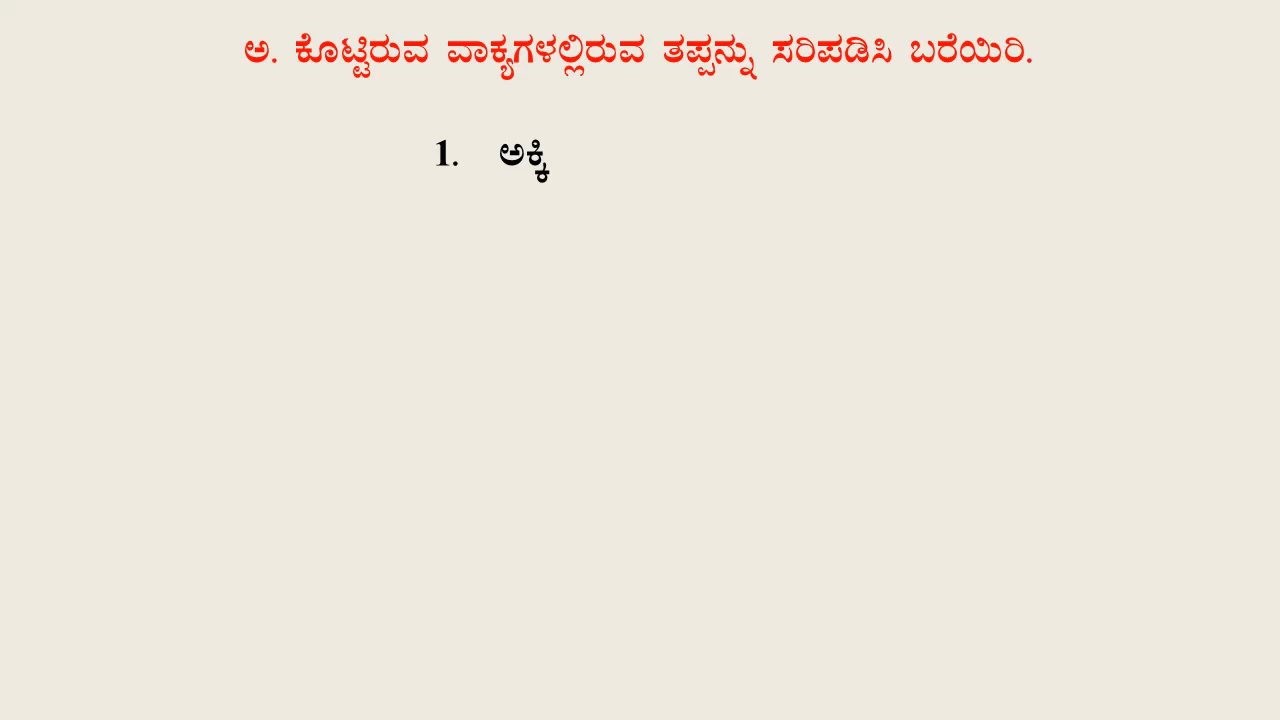 ಅ. ಕೊಟ್ಟಿರುವ ವಾಕ್ಯಗಳಲ್ಲಿರುವ ತಪ್ಪನ್ನು ಸರಿಪಡಿಸಿ ಬರೆಯಿರಿ.
1. ಅಕ್ಕಿ